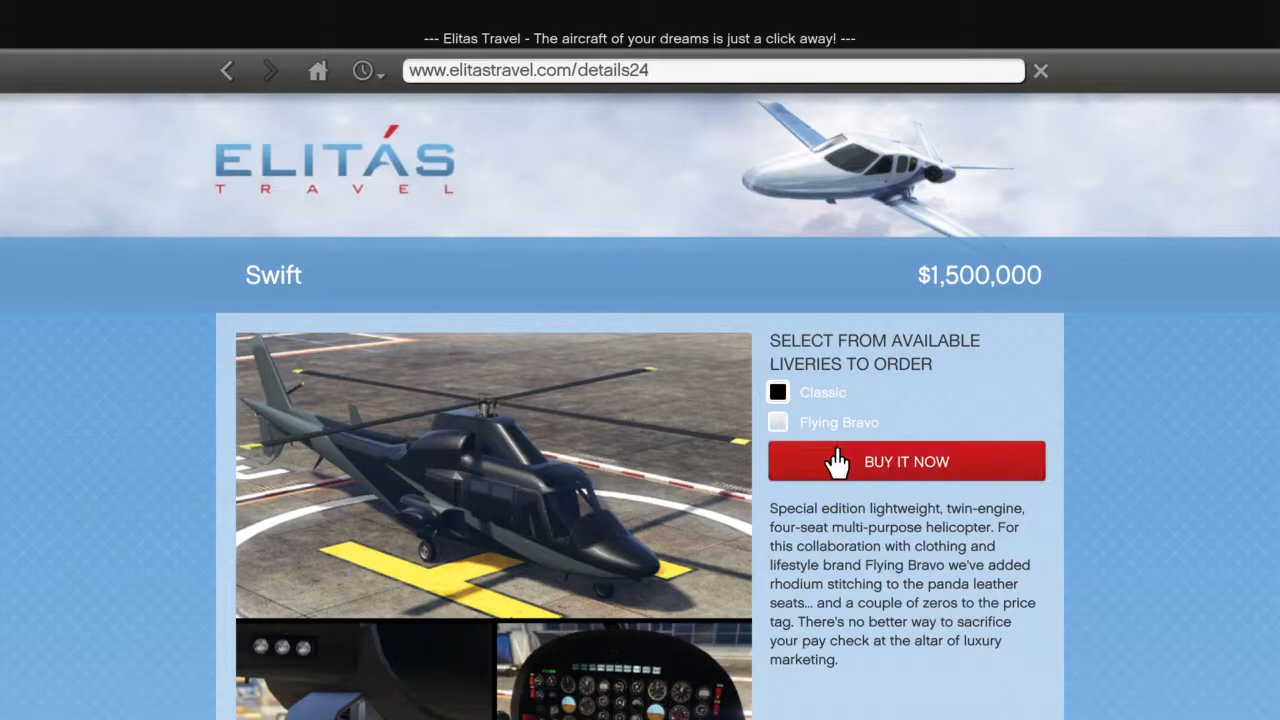 --- Elitas Travel - The aircraft of your dreams is just a click away! ---
www.elitastravel.com/details24
ELITÁS
TRAVEL
Swift
$1,500,000
SELECT FROM AVAILABLE
LIVERIES TO ORDER
Classic
Flying Bravo
BUY IT NOW
Special edition lightweight, twin-engine,
four-seat multi-purpose helicopter. For
this collaboration with clothing and
lifestyle brand Flying Bravo we've added
rhodium stitching to the panda leather
seats... and a couple of zeros to the price
tag. There's no better way to sacrifice
your pay check at the altar of luxury
marketing.